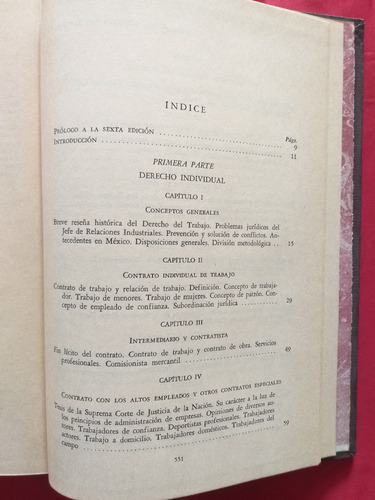 ÍNDICE
Págs.
PRÓLOGO A LA SEXTA EDICIÓN 9
INTRODUCCIÓN 11
PRIMERA PARTE
DERECHO INDIVIDUAL
CAPÍTULO I
CONCEPTOS GENERALES
Breve reseña histórica del Derecho del Trabajo. Problemas jurídicos del
Jefe de Relaciones Industriales. Prevención y solución de conflictos. An-
tecedentes en México. Disposiciones generales. División metodológica . . 15
CAPÍTULO II
CONTRATO INDIVIDUAL DE TRABAJO
Contrato de trabajo y relación de trabajo. Definición. Concepto de trabaja-
dor. Trabajo de menores. Trabajo de mujeres. Concepto de patrón. Con-
cepto de empleado de confianza. Subordinación jurídica 29
CAPÍTULO III
INTERMEDIARIO Y CONTRATISTA
Fin lícito del contrato. Contrato de trabajo y contrato de obra. Servicios
profesionales. Comisionista mercantil 49
CAPÍTULO IV
CONTRATO CON LOS ALTOS EMPLEADOS Y OTROS CONTRATOS ESPECIALES
Tesis de la Suprema Corte de Justicia de la Nación. Su carácter a la luz de
los principios de administración de empresas. Opiniones de diversos au-
tores. Trabajadores de confianza. Deportistas profesionales. Trabajadores
actores. Trabajo a domicilio. Trabajadores domésticos. Trabajadores del
campo 59
551